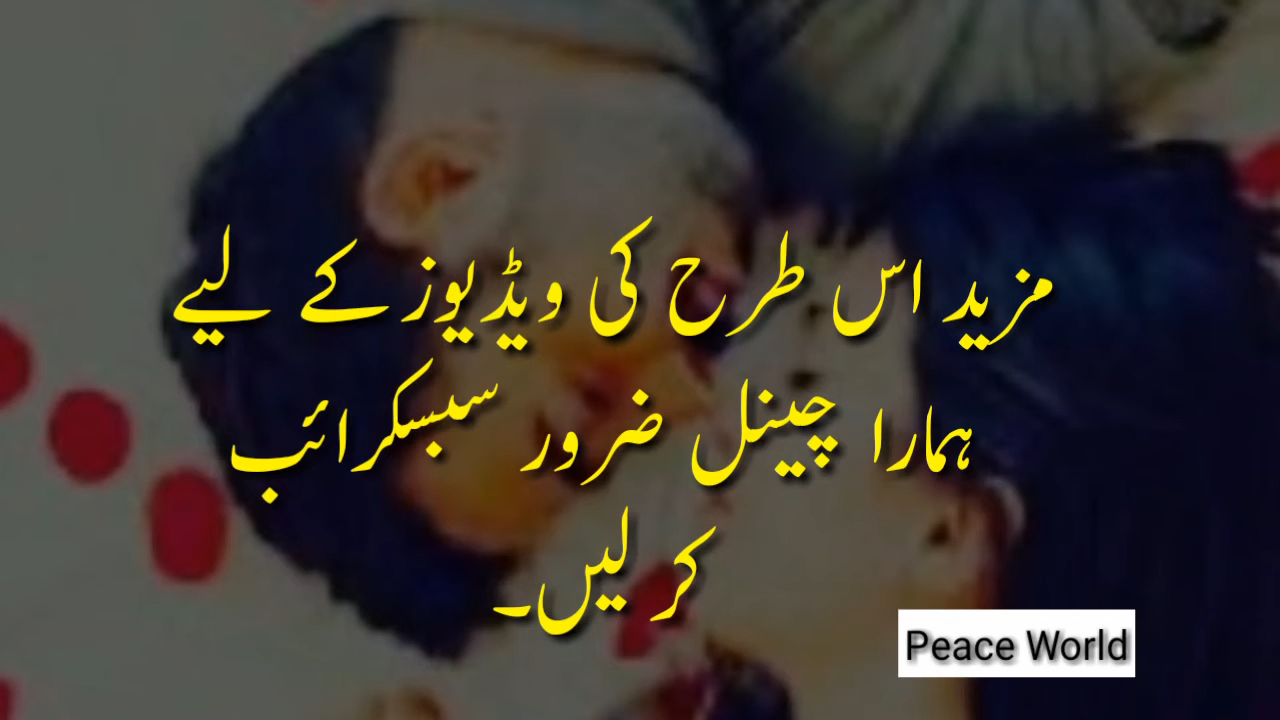 مزید اس طرح کی ویڈیوز کے لیے
ہمارا چینل ضرور سبسکرائب
کر لیں۔
Peace World